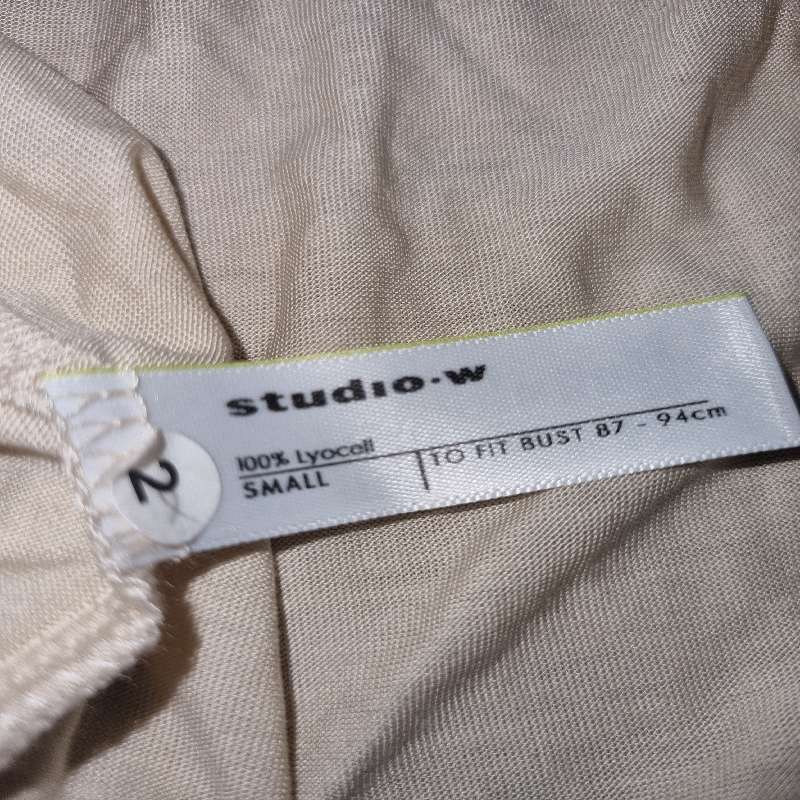 studio·w
100% Lyocell
SMALL
TO FIT BUST 87 - 94cm
2